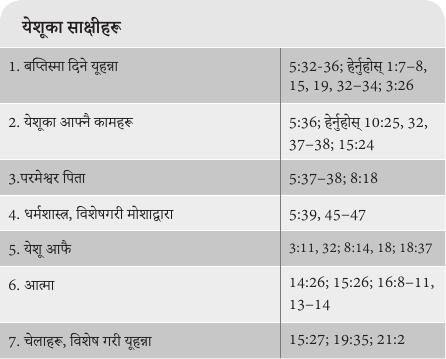 येशूका साक्षीहरू
1. बप्तिस्मा दिने यूहन्ना
5:32-36; हेर्नुहोस् 1:7–8,
15, 19, 32–34; 3:26
2. येशूका आफ्नै कामहरू
5:36; हेर्नुहोस् 10:25, 32,
37–38; 15:24
3.परमेश्वर पिता
5:37–38; 8:18
4. धर्मशास्त्र, विशेषगरी मोशाद्वारा
5:39, 45–47
5. येशू आफै
3:11, 32; 8:14, 18; 18:37
6. आत्मा
14:26; 15:26; 16:8–11,
13–14
7. चेलाहरू, विशेष गरी यूहन्ना
15:27; 19:35; 21:2